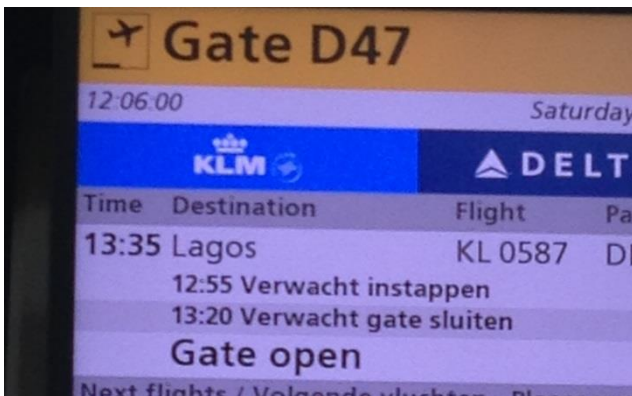 Gate D47
12:06:00 Saturday
KLM DELT
Time Destination Flight Pa
13:35 Lagos KL 0587 D
12:55 Verwacht instappen
13:20 Verwacht gate sluiten
Gate open
Next flights / Volgende vluchten